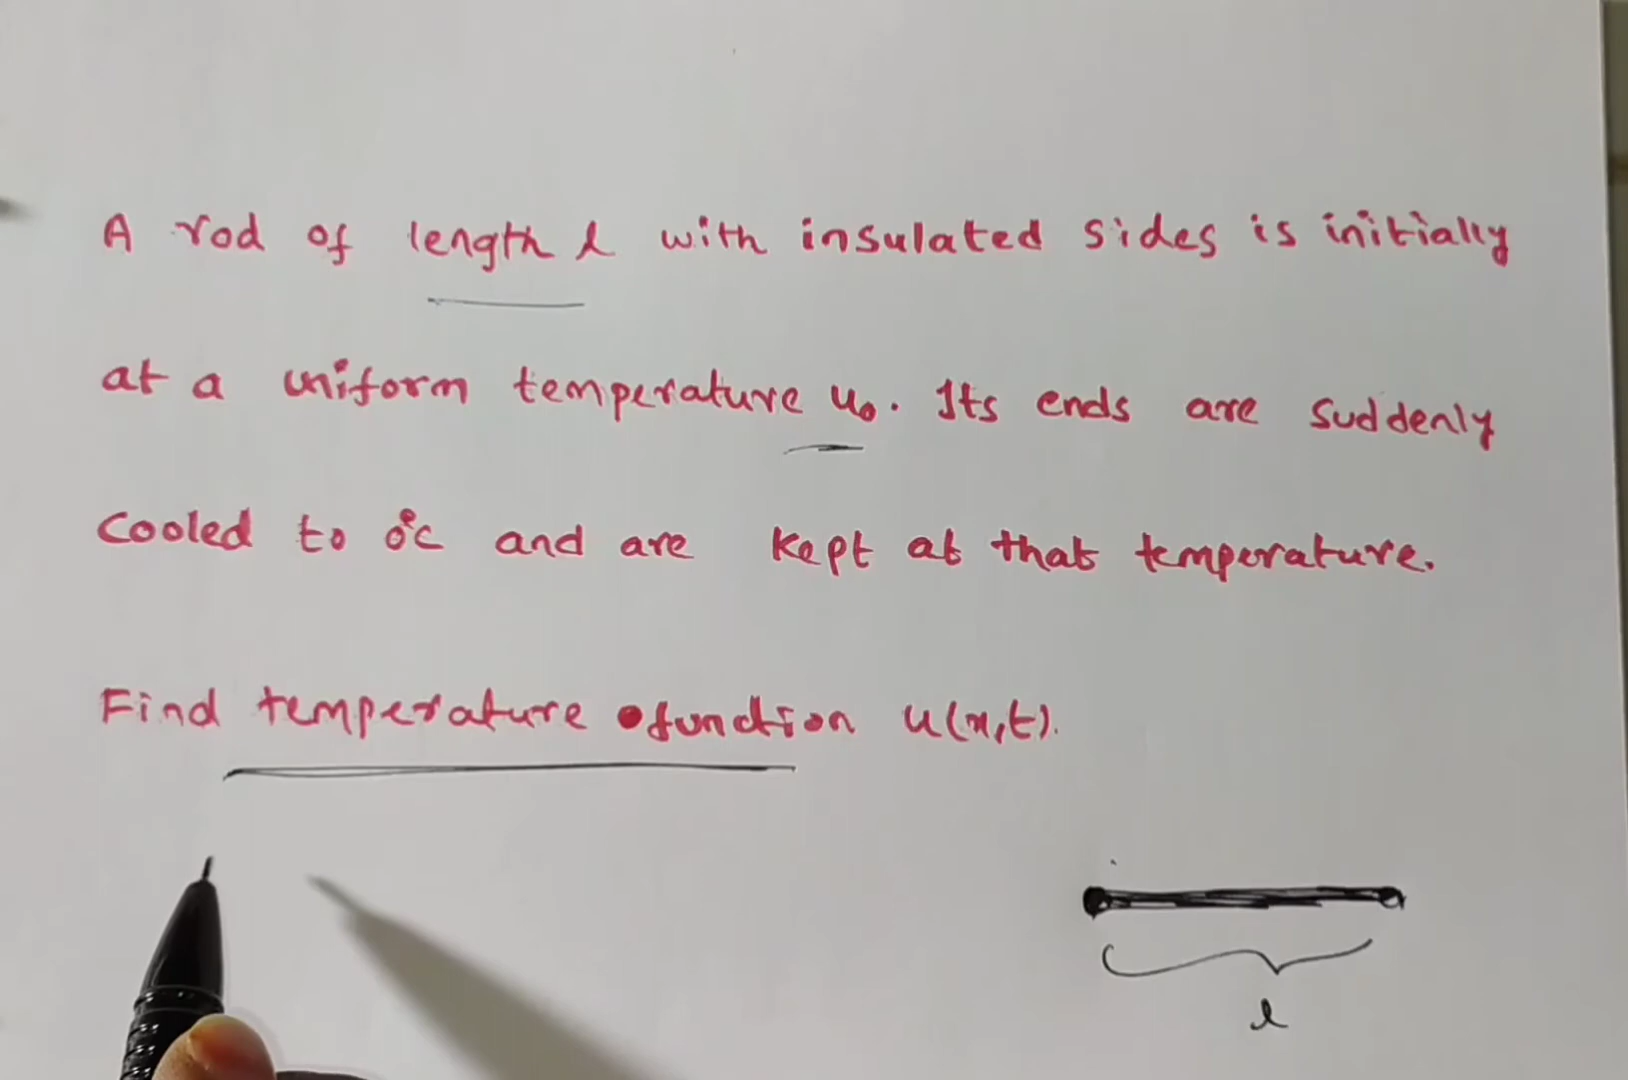 A rod of length l with insulated sides is initially
at a uniform temperature u₀. Its ends are suddenly
cooled to 0°c and are kept at that temperature.
Find temperature function u(x,t).
l